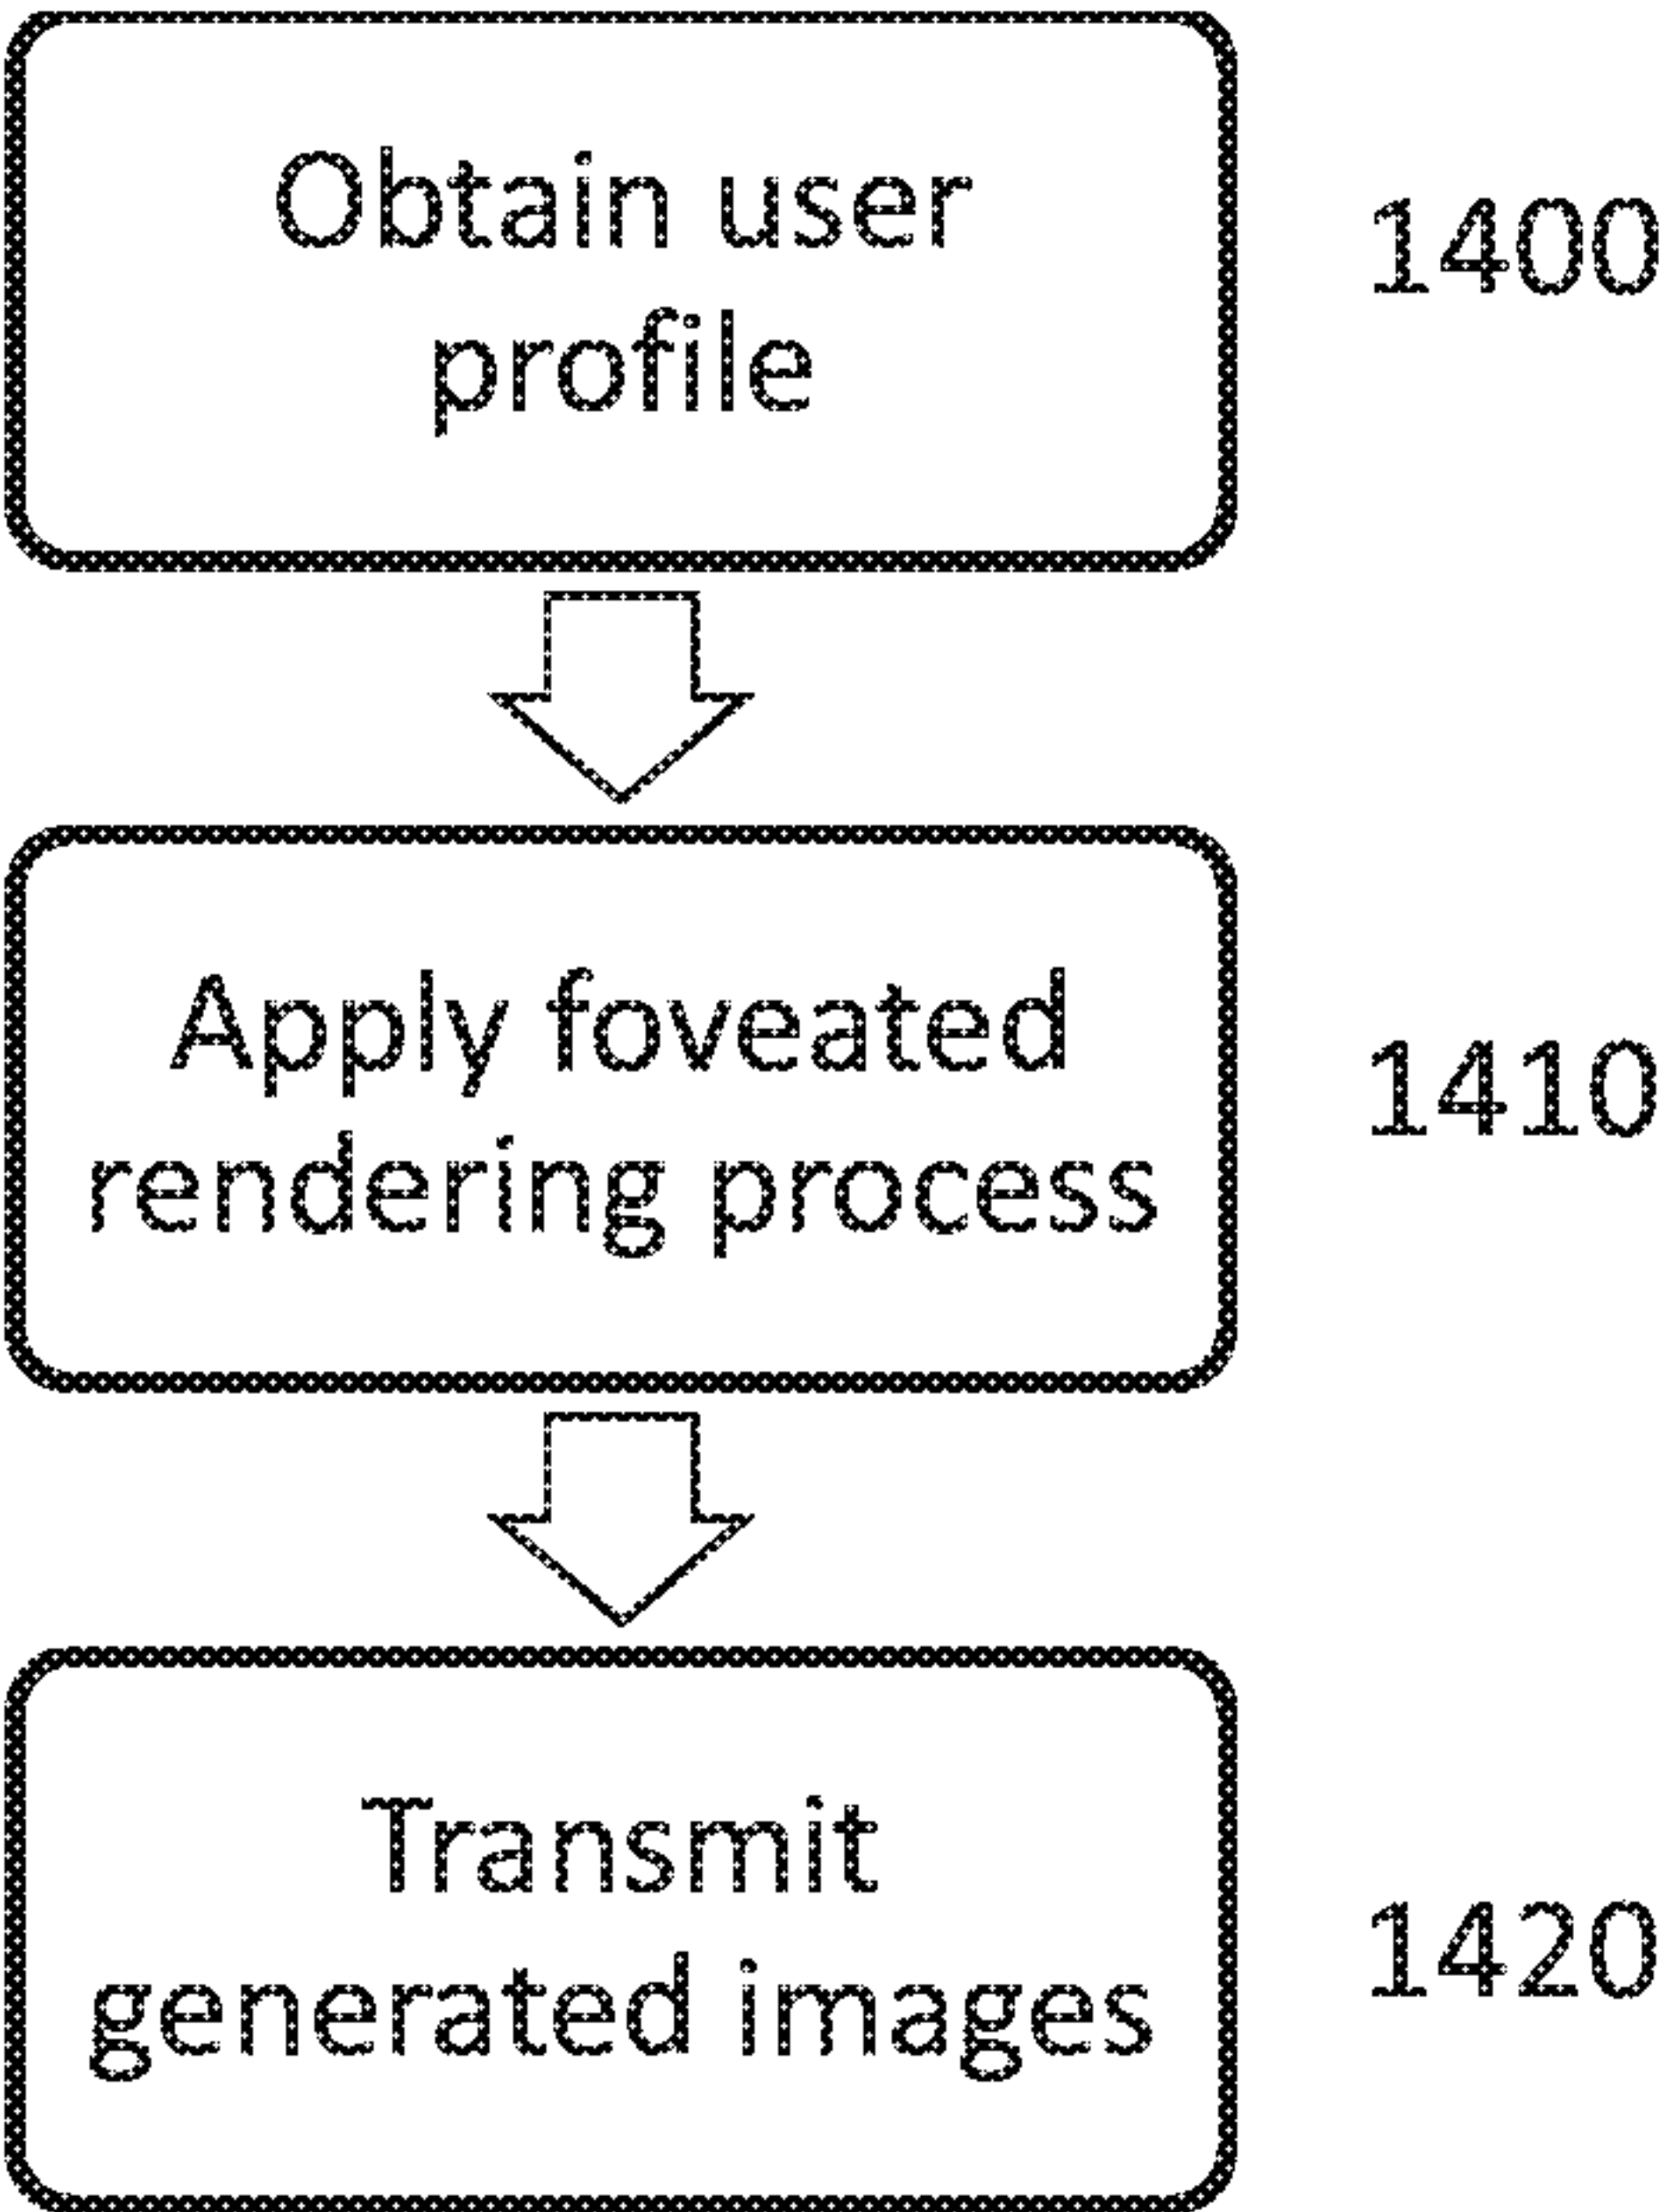 Obtain user
profile
1400
Apply foveated
rendering process
1410
Transmit
generated images
1420